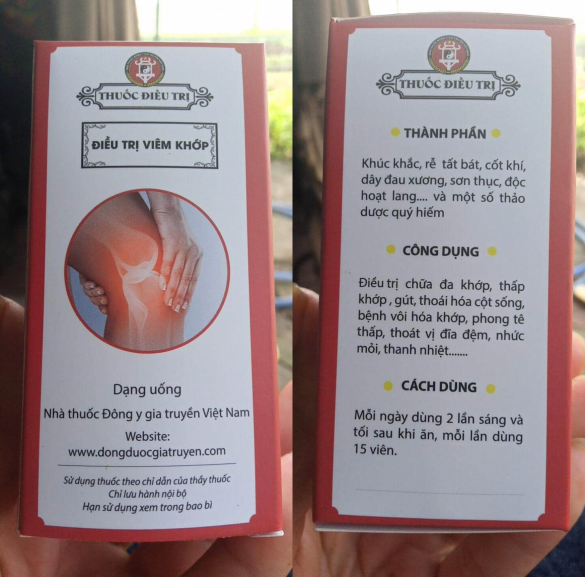 THUỐC ĐIỀU TRỊ
ĐIỀU TRỊ VIÊM KHỚP
Dạng uống
Nhà thuốc Đông y gia truyền Việt Nam
Website:
www.dongduocgiatruyen.com
Sử dụng thuốc theo chỉ dẫn của thầy thuốc
Chỉ lưu hành nội bộ
Hạn sử dụng xem trong bao bì
THUỐC ĐIỀU TRỊ
THÀNH PHẦN
Khúc khắc, rễ tất bát, cốt khí,
dây đau xương, sơn thục, độc
hoạt lang.... và một số thảo
dược quý hiếm
CÔNG DỤNG
Điều trị chữa đa khớp, thấp
khớp , gút, thoái hóa cột sống,
bệnh vôi hóa khớp, phong tê
thấp, thoát vị đĩa đệm, nhức
mỏi, thanh nhiệt.......
CÁCH DÙNG
Mỗi ngày dùng 2 lần sáng và
tối sau khi ăn, mỗi lần dùng
15 viên.